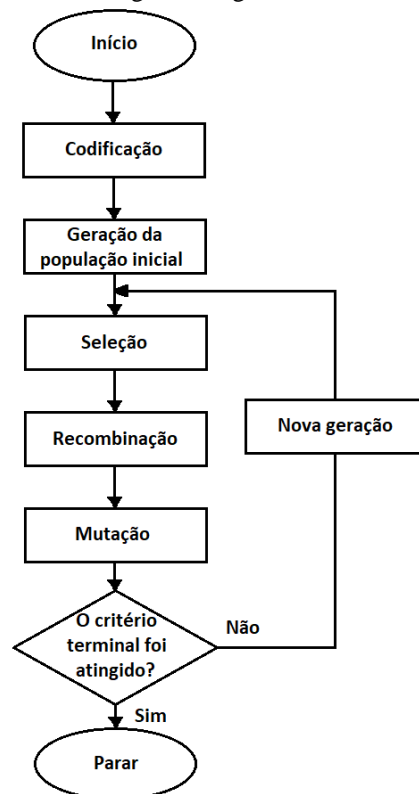 Início
Codificação
Geração da
população inicial
Seleção
Recombinação
Nova geração
Mutação
O critério
terminal foi
atingido?
Não
Sim
Parar